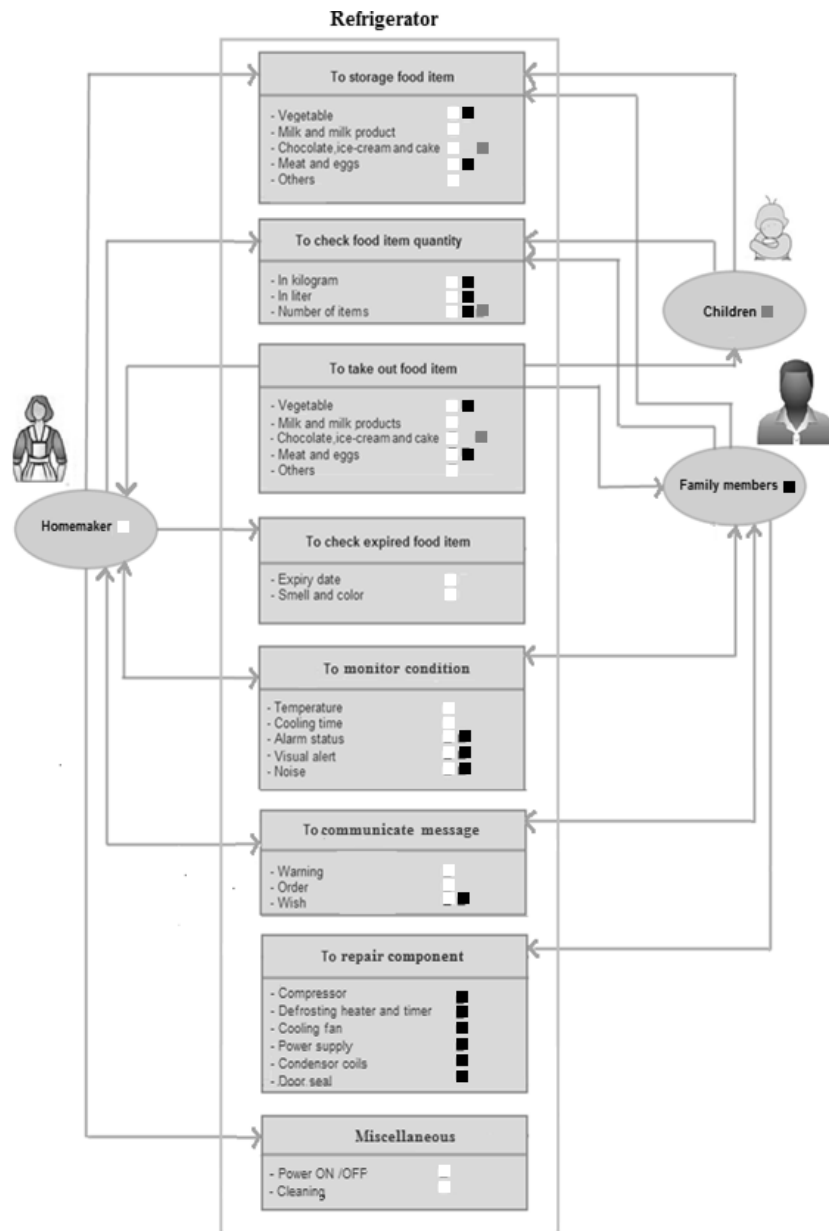 Refrigerator
To storage food item
- Vegetable
- Milk and milk product
- Chocolate,ice-cream and cake
- Meat and eggs
- Others
To check food item quantity
- In kilogram
- In liter
- Number of items
Children
To take out food item
- Vegetable
- Milk and milk products
- Chocolate,ice-cream and cake
- Meat and eggs
- Others
Family members
Homemaker
To check expired food item
- Expiry date
- Smell and color
To monitor condition
- Temperature
- Cooling time
- Alarm status
- Visual alert
- Noise
To communicate message
- Warning
- Order
- Wish
To repair component
- Compressor
- Defrosting heater and timer
- Cooling fan
- Power supply
- Condensor coils
- Door seal
Miscellaneous
- Power ON /OFF
- Cleaning